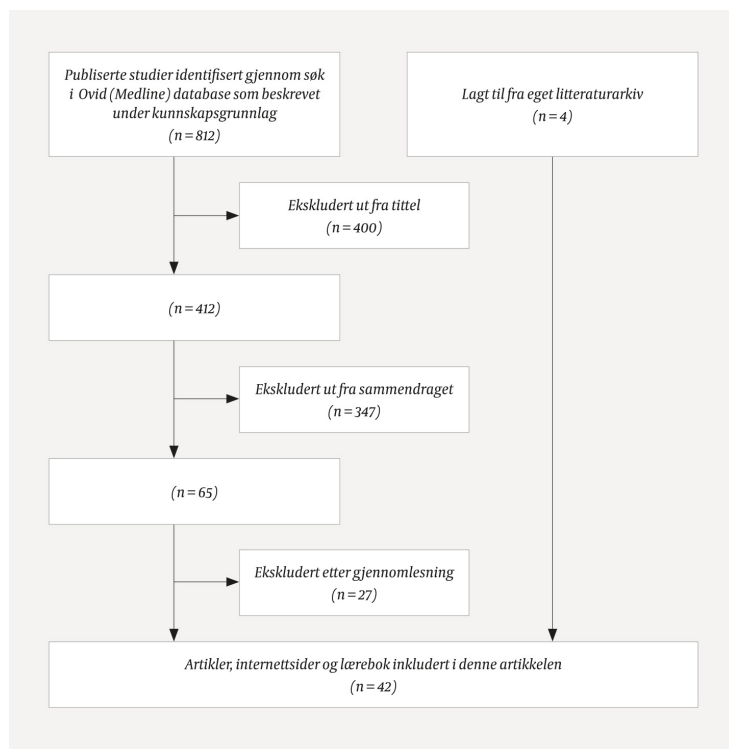 Publiserte studier identifisert gjennom søk
i Ovid (Medline) database som beskrevet
under kunnskapsgrunnlag
(n = 812)
Lagt til fra eget litteraturarkiv
(n = 4)
Ekskludert ut fra tittel
(n = 400)
(n = 412)
Ekskludert ut fra sammendraget
(n = 347)
(n = 65)
Ekskludert etter gjennomlesning
(n = 27)
Artikler, internettsider og lærebok inkludert i denne artikkelen
(n = 42)